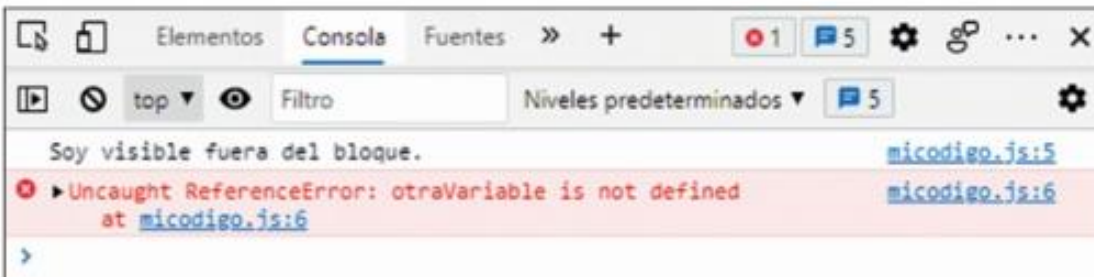 Elementos Consola Fuentes » + 1 5 ... ×
top ▼ Filtro Niveles predeterminados ▼ 5
Soy visible fuera del bloque. micodigo.js:5
Uncaught ReferenceError: otraVariable is not defined micodigo.js:6
at micodigo.js:6
>